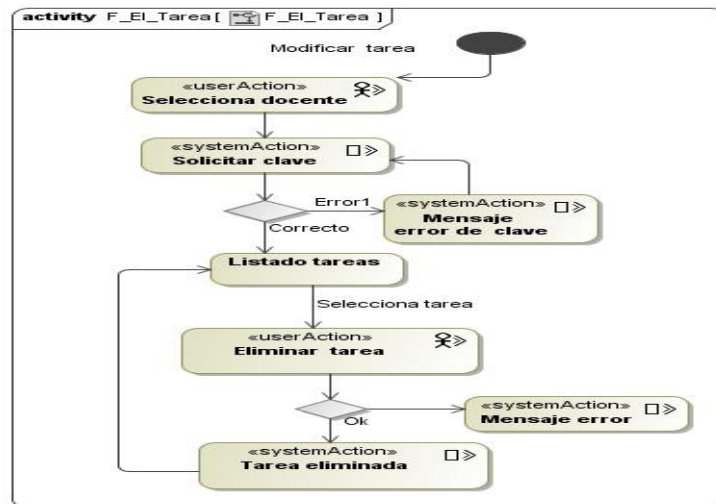 activity F_El_Tarea [ F_El_Tarea ]
Modificar tarea
«userAction»
Selecciona docente
«systemAction»
Solicitar clave
Error1
«systemAction»
Mensaje
error de clave
Correcto
Listado tareas
Selecciona tarea
«userAction»
Eliminar tarea
Ok
«systemAction»
Mensaje error
«systemAction»
Tarea eliminada